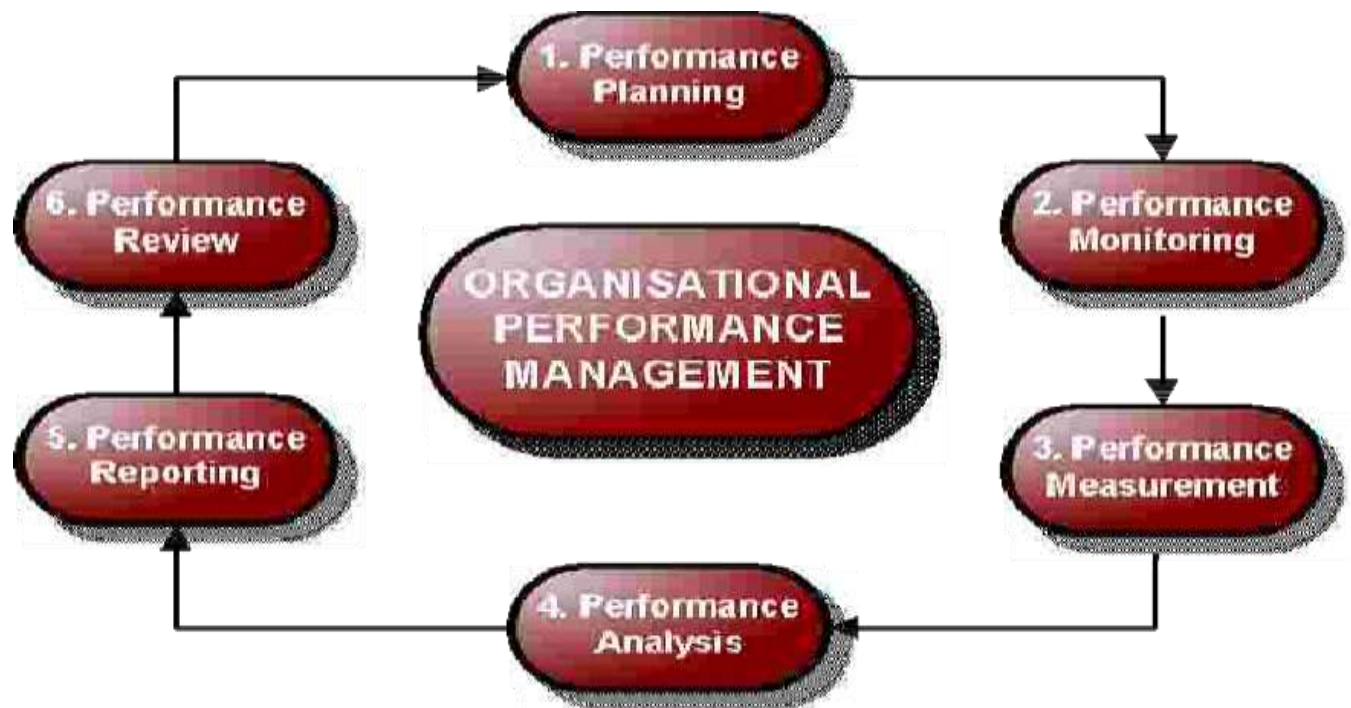 1. Performance
Planning
2. Performance
Monitoring
3. Performance
Measurement
4. Performance
Analysis
5. Performance
Reporting
6. Performance
Review
ORGANISATIONAL
PERFORMANCE
MANAGEMENT